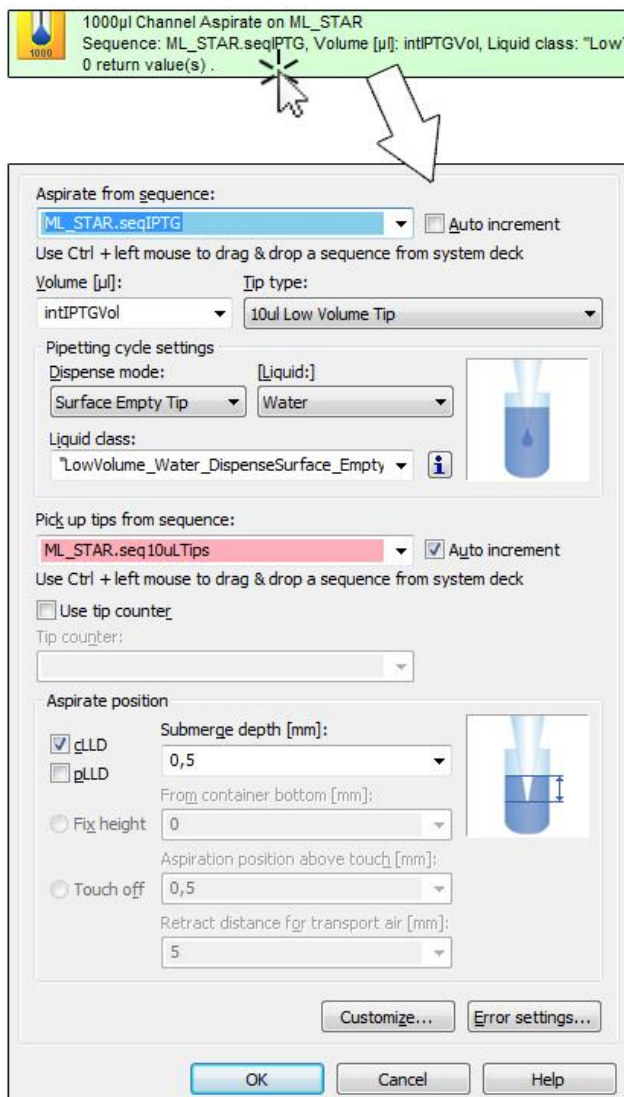 1000µl Channel Aspirate on ML_STAR
Sequence: ML_STAR.seqIPTG, Volume [µl]: intIPTGVol, Liquid class: "Low
0 return value(s) .
1000
Aspirate from sequence:
ML_STAR.seqIPTG
Auto increment
Use Ctrl + left mouse to drag & drop a sequence from system deck
Volume [µl]: Tip type:
intIPTGVol 10ul Low Volume Tip
Pipetting cycle settings
Dispense mode: [Liquid:]
Surface Empty Tip Water
Liquid class:
"LowVolume_Water_DispenseSurface_Empty
Pick up tips from sequence:
ML_STAR.seq10uLTips
Auto increment
Use Ctrl + left mouse to drag & drop a sequence from system deck
Use tip counter
Tip counter:
Aspirate position
cLLD
pLLD
Submerge depth [mm]:
0,5
From container bottom [mm]:
Fix height 0
Aspiration position above touch [mm]:
Touch off 0,5
Retract distance for transport air [mm]:
5
Customize... Error settings...
OK Cancel Help